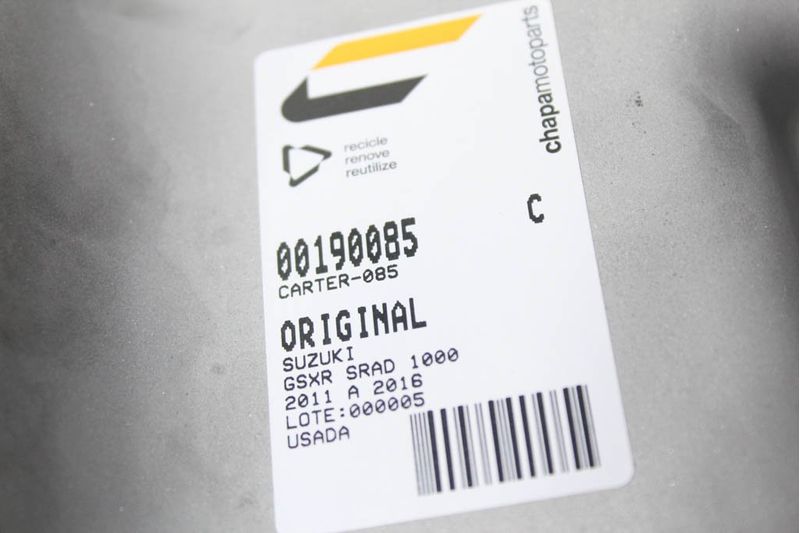 chapamotoparts
recicle
renove
reutilize
C
00190085
CARTER-085
ORIGINAL
SUZUKI
GSXR SRAD 1000
2011 A 2016
LOTE:000005
USADA